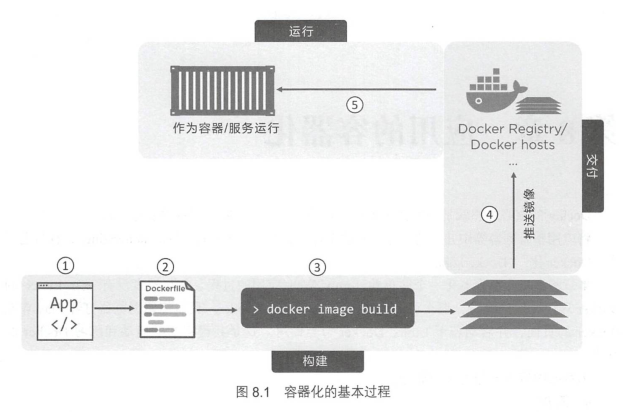 运行
⑤
作为容器/服务运行
Docker Registry/
Docker hosts
...
交付
④
推送镜像
①
②
③
App
</>
Dockerfile
> docker image build
构建
图 8.1 容器化的基本过程